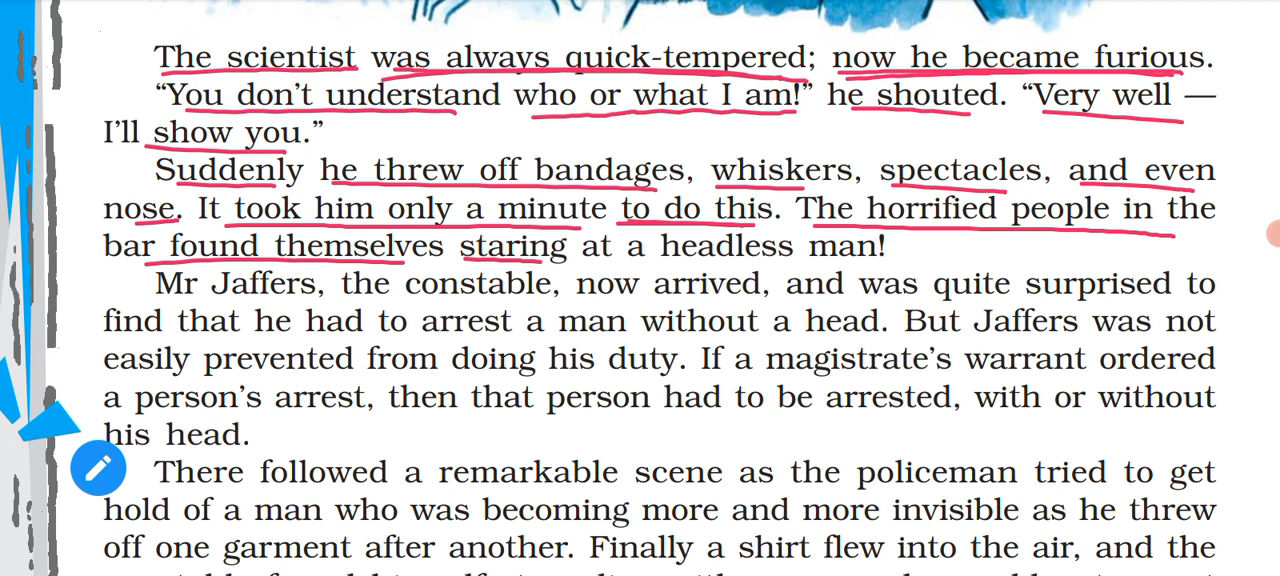 The scientist was always quick-tempered; now he became furious.
“You don’t understand who or what I am!” he shouted. “Very well —
I’ll show you.”
Suddenly he threw off bandages, whiskers, spectacles, and even
nose. It took him only a minute to do this. The horrified people in the
bar found themselves staring at a headless man!
Mr Jaffers, the constable, now arrived, and was quite surprised to
find that he had to arrest a man without a head. But Jaffers was not
easily prevented from doing his duty. If a magistrate’s warrant ordered
a person’s arrest, then that person had to be arrested, with or without
his head.
There followed a remarkable scene as the policeman tried to get
hold of a man who was becoming more and more invisible as he threw
off one garment after another. Finally a shirt flew into the air, and the